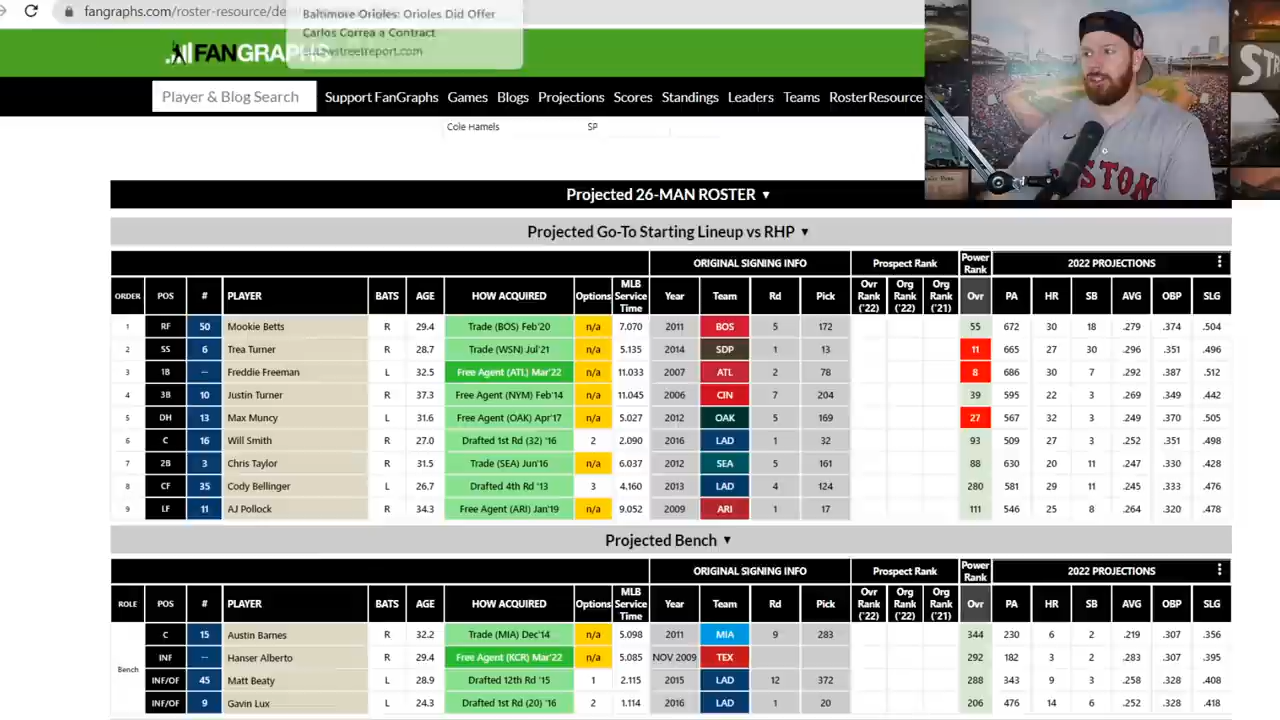 fangraphs.com/roster-resource/de
Baltimore Orioles: Orioles Did Offer
Carlos Correa a Contract
FANGRAPHS
Player & Blog Search Support FanGraphs Games Blogs Projections Scores Standings Leaders Teams RosterResource
Cole Hamels SP
Projected 26-MAN ROSTER ▼
Projected Go-To Starting Lineup vs RHP ▼
ORIGINAL SIGNING INFO Prospect Rank Power Rank 2022 PROJECTIONS
ORDER POS # PLAYER BATS AGE HOW ACQUIRED Options MLB Service Time Year Team Rd Pick Ovr Rank ('22) Org Rank ('22) Org Rank ('21) Ovr PA HR SB AVG OBP SLG
1 RF 50 Mookie Betts R 29.4 Trade (BOS) Feb'20 n/a 7.070 2011 BOS 5 172 55 672 30 18 .279 .374 .504
2 SS 6 Trea Turner R 28.7 Trade (WSN) Jul'21 n/a 5.135 2014 SDP 1 13 11 665 27 30 .296 .351 .496
3 1B -- Freddie Freeman L 32.5 Free Agent (ATL) Mar'22 n/a 11.033 2007 ATL 2 78 8 686 30 7 .292 .387 .512
4 3B 10 Justin Turner R 37.3 Free Agent (NYM) Feb'14 n/a 11.045 2006 CIN 7 204 39 595 22 3 .269 .349 .442
5 DH 13 Max Muncy L 31.6 Free Agent (OAK) Apr'17 n/a 5.027 2012 OAK 5 169 27 567 32 3 .249 .370 .505
6 C 16 Will Smith R 27.0 Drafted 1st Rd (32) '16 2 2.090 2016 LAD 1 32 93 509 27 3 .252 .351 .498
7 2B 3 Chris Taylor R 31.5 Trade (SEA) Jun'16 n/a 6.037 2012 SEA 5 161 88 630 20 11 .247 .330 .428
8 CF 35 Cody Bellinger L 26.7 Drafted 4th Rd '13 3 4.160 2013 LAD 4 124 280 581 29 11 .245 .333 .476
9 LF 11 AJ Pollock R 34.3 Free Agent (ARI) Jan'19 n/a 9.052 2009 ARI 1 17 111 546 25 8 .264 .320 .478
Projected Bench ▼
ORIGINAL SIGNING INFO Prospect Rank Power Rank 2022 PROJECTIONS
ROLE POS # PLAYER BATS AGE HOW ACQUIRED Options MLB Service Time Year Team Rd Pick Ovr Rank ('22) Org Rank ('22) Org Rank ('21) Ovr PA HR SB AVG OBP SLG
C 15 Austin Barnes R 32.2 Trade (MIA) Dec'14 n/a 5.098 2011 MIA 9 283 344 230 6 2 .219 .307 .356
INF -- Hanser Alberto R 29.4 Free Agent (KCR) Mar'22 n/a 5.085 NOV 2009 TEX 292 182 3 2 .283 .307 .395
Bench
INF/OF 45 Matt Beaty L 28.9 Drafted 12th Rd '15 1 2.115 2015 LAD 12 372 288 343 9 3 .258 .328 .408
INF/OF 9 Gavin Lux L 24.3 Drafted 1st Rd (20) '16 2 1.114 2016 LAD 1 20 206 476 14 6 .252 .328 .418
BOSTON
STR